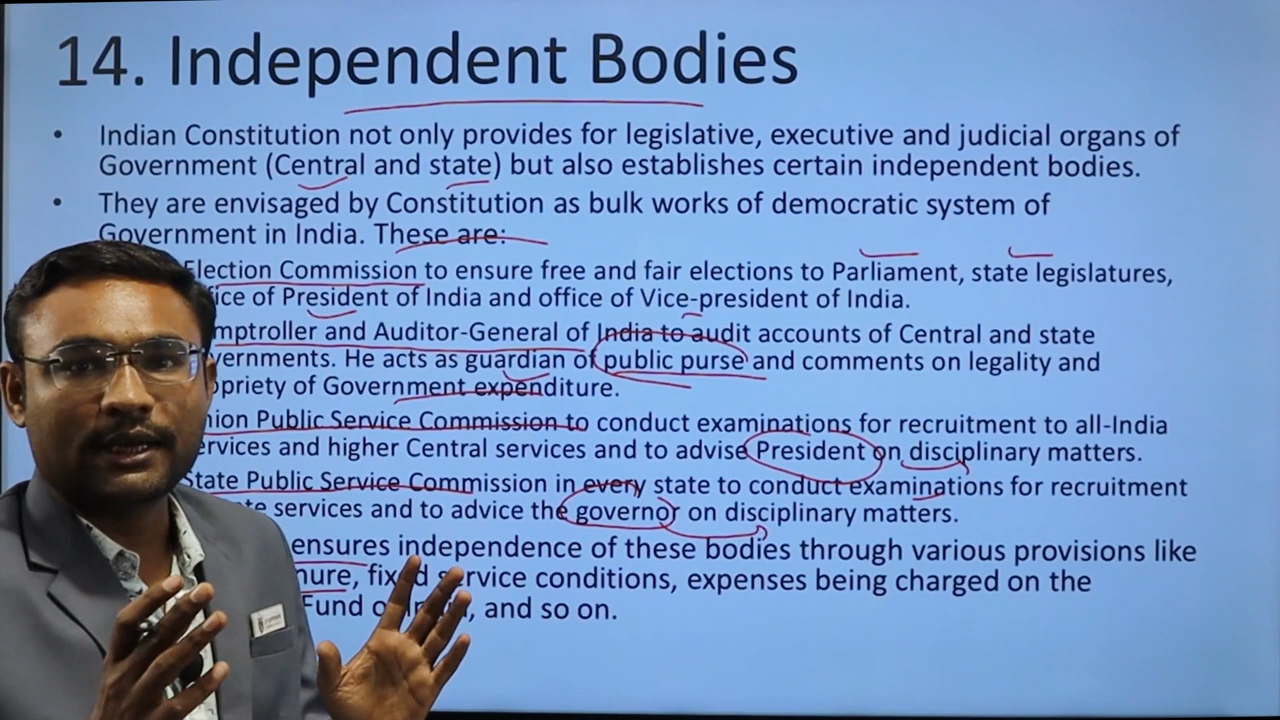 14. Independent Bodies
• Indian Constitution not only provides for legislative, executive and judicial organs of
Government (Central and state) but also establishes certain independent bodies.
• They are envisaged by Constitution as bulk works of democratic system of
Government in India. These are:
Election Commission to ensure free and fair elections to Parliament, state legislatures,
of President of India and office of Vice-president of India.
and Auditor-General of India to audit accounts of Central and state
He acts as guardian of public purse and comments on legality and
of Government expenditure.
Public Service Commission to conduct examinations for recruitment to all-India
and higher Central services and to advise President on disciplinary matters.
State Public Service Commission in every state to conduct examinations for recruitment
services and to advice the governor on disciplinary matters.
ensures independence of these bodies through various provisions like
fixed service conditions, expenses being charged on the
Fund of India, and so on.